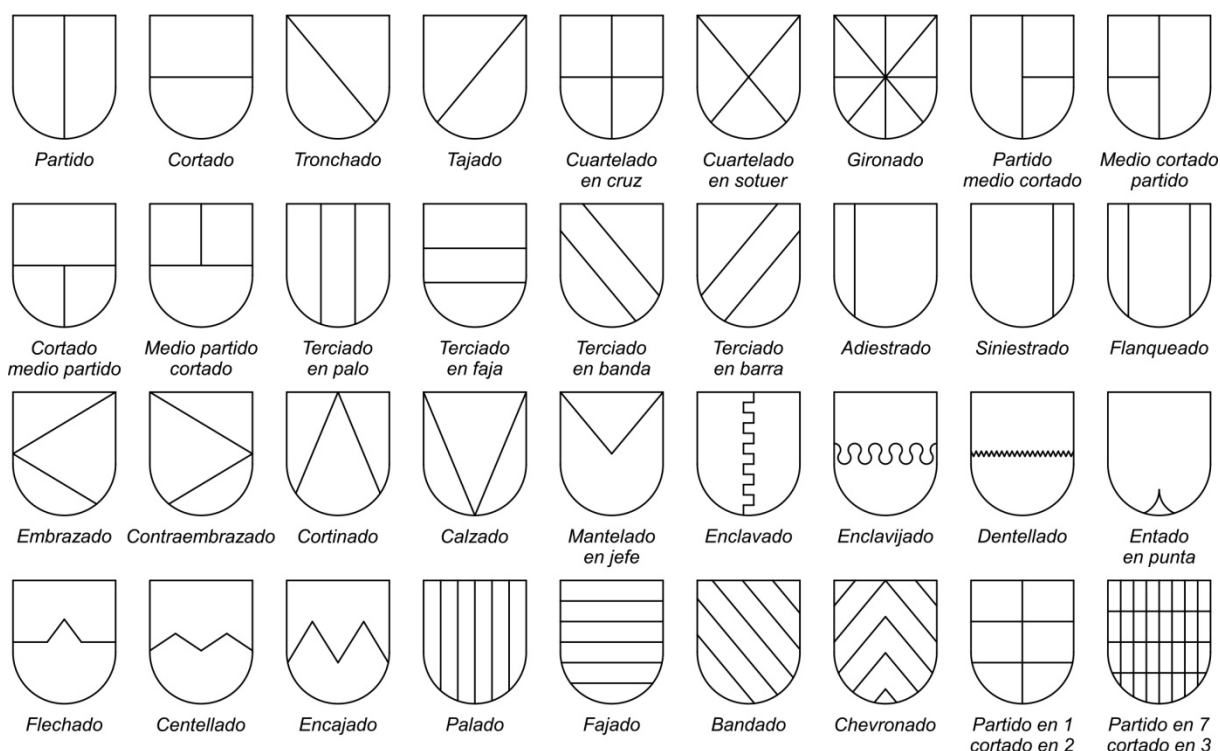 Partido
Cortado
Tronchado
Tajado
Cuartelado
en cruz
Cuartelado
en sotuer
Gironado
Partido
medio cortado
Medio cortado
partido
Cortado
medio partido
Medio partido
cortado
Terciado
en palo
Terciado
en faja
Terciado
en banda
Terciado
en barra
Adiestrado
Siniestrado
Flanqueado
Embrazado
Contraembrazado
Cortinado
Calzado
Mantelado
en jefe
Enclavado
Enclavijado
Dentellado
Entado
en punta
Flechado
Centellado
Encajado
Palado
Fajado
Bandado
Chevronado
Partido en 1
cortado en 2
Partido en 7
cortado en 3